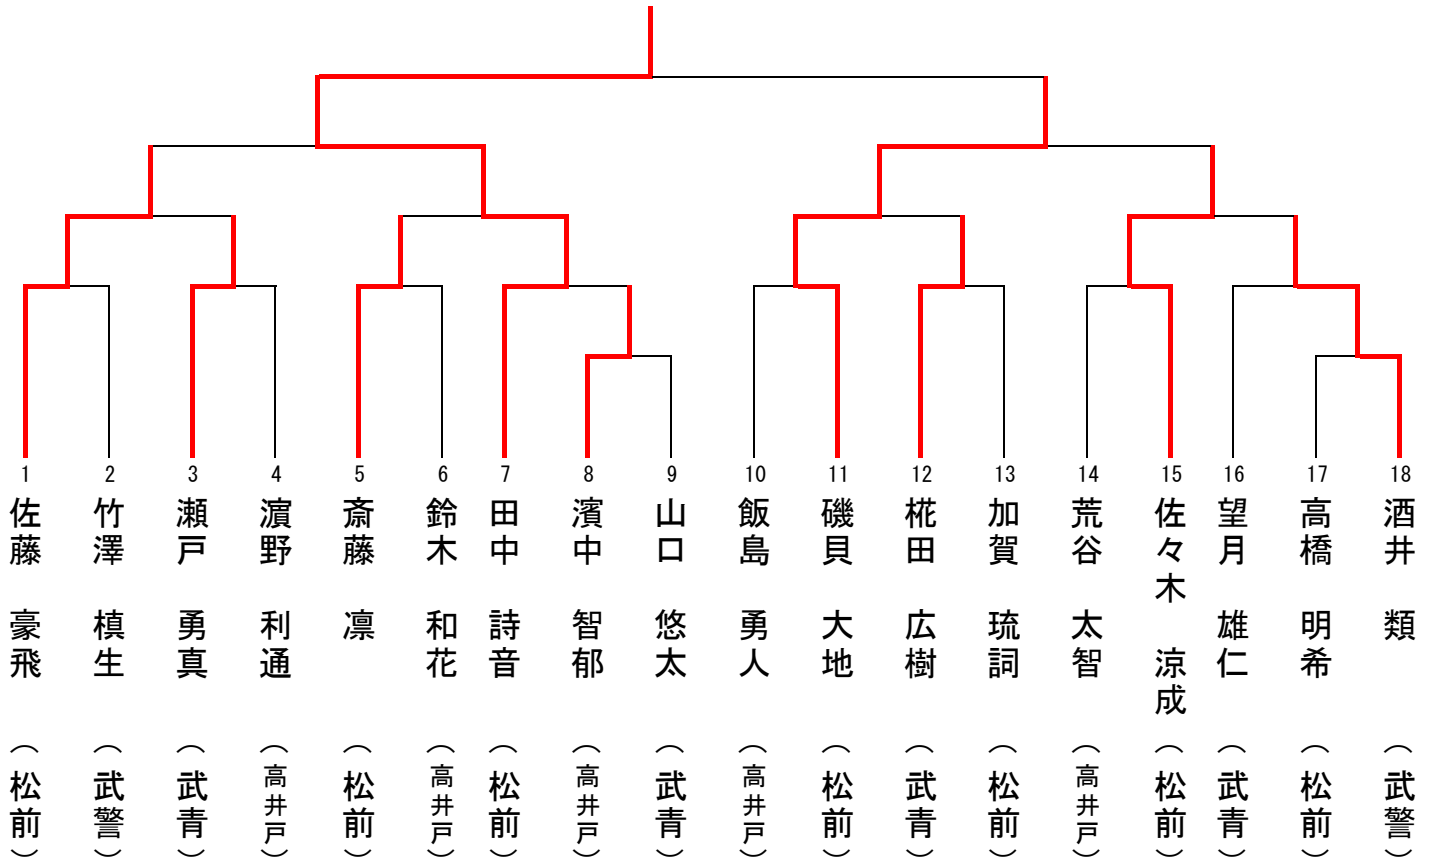 1 佐藤 豪飛 （松前）
2 竹澤 槙生 （武警）
3 瀬戸 勇真 （武青）
4 濵野 利通 （高井戸）
5 斎藤 凛 （松前）
6 鈴木 和花 （高井戸）
7 田中 詩音 （松前）
8 濱中 智郁 （高井戸）
9 山口 悠太 （武青）
10 飯島 勇人 （高井戸）
11 磯貝 大地 （松前）
12 椛田 広樹 （武青）
13 加賀 琉詞 （松前）
14 荒谷 太智 （高井戸）
15 佐々木 涼成 （松前）
16 望月 雄仁 （武青）
17 高橋 明希 （松前）
18 酒井 類 （武警）